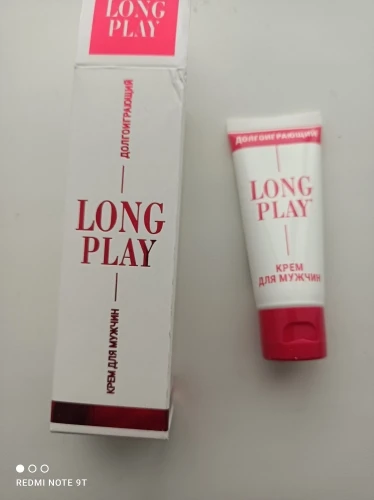 LONG
PLAY
ДОЛГОИГРАЮЩИЙ
LONG
PLAY
КРЕМ ДЛЯ МУЖЧИН
ДОЛГОИГРАЮЩИЙ
LONG
PLAY
КРЕМ
ДЛЯ МУЖЧИН
REDMI NOTE 9T